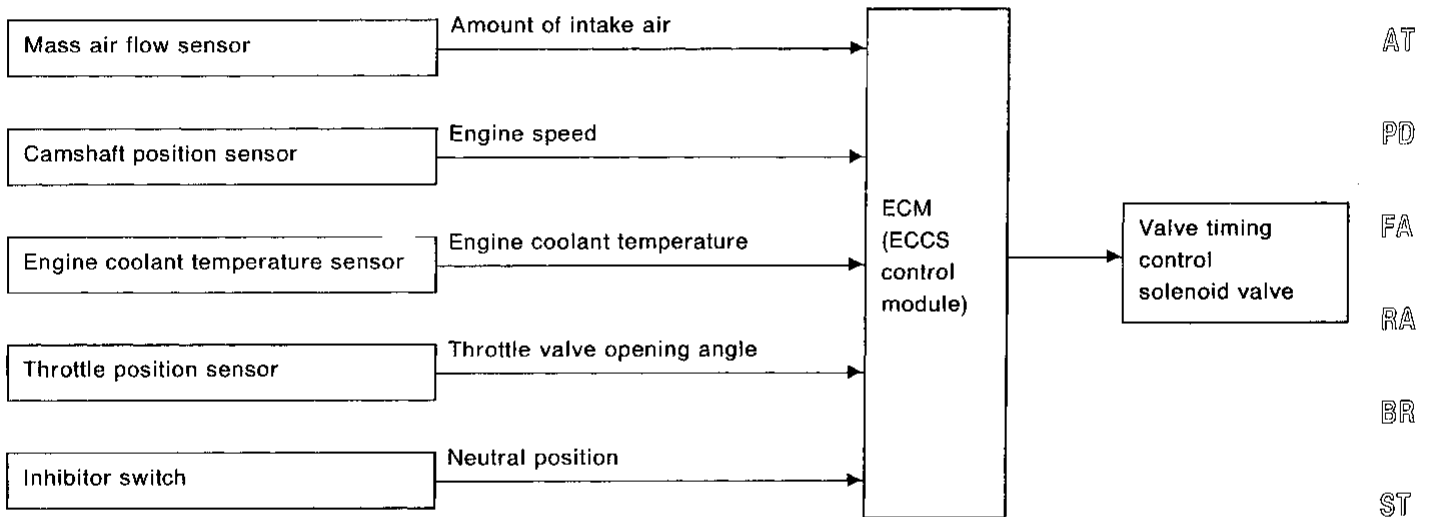 Mass air flow sensor
Amount of intake air
Camshaft position sensor
Engine speed
Engine coolant temperature sensor
Engine coolant temperature
Throttle position sensor
Throttle valve opening angle
Inhibitor switch
Neutral position
ECM
(ECCS
control
module)
Valve timing
control
solenoid valve
AT
PD
FA
RA
BR
ST